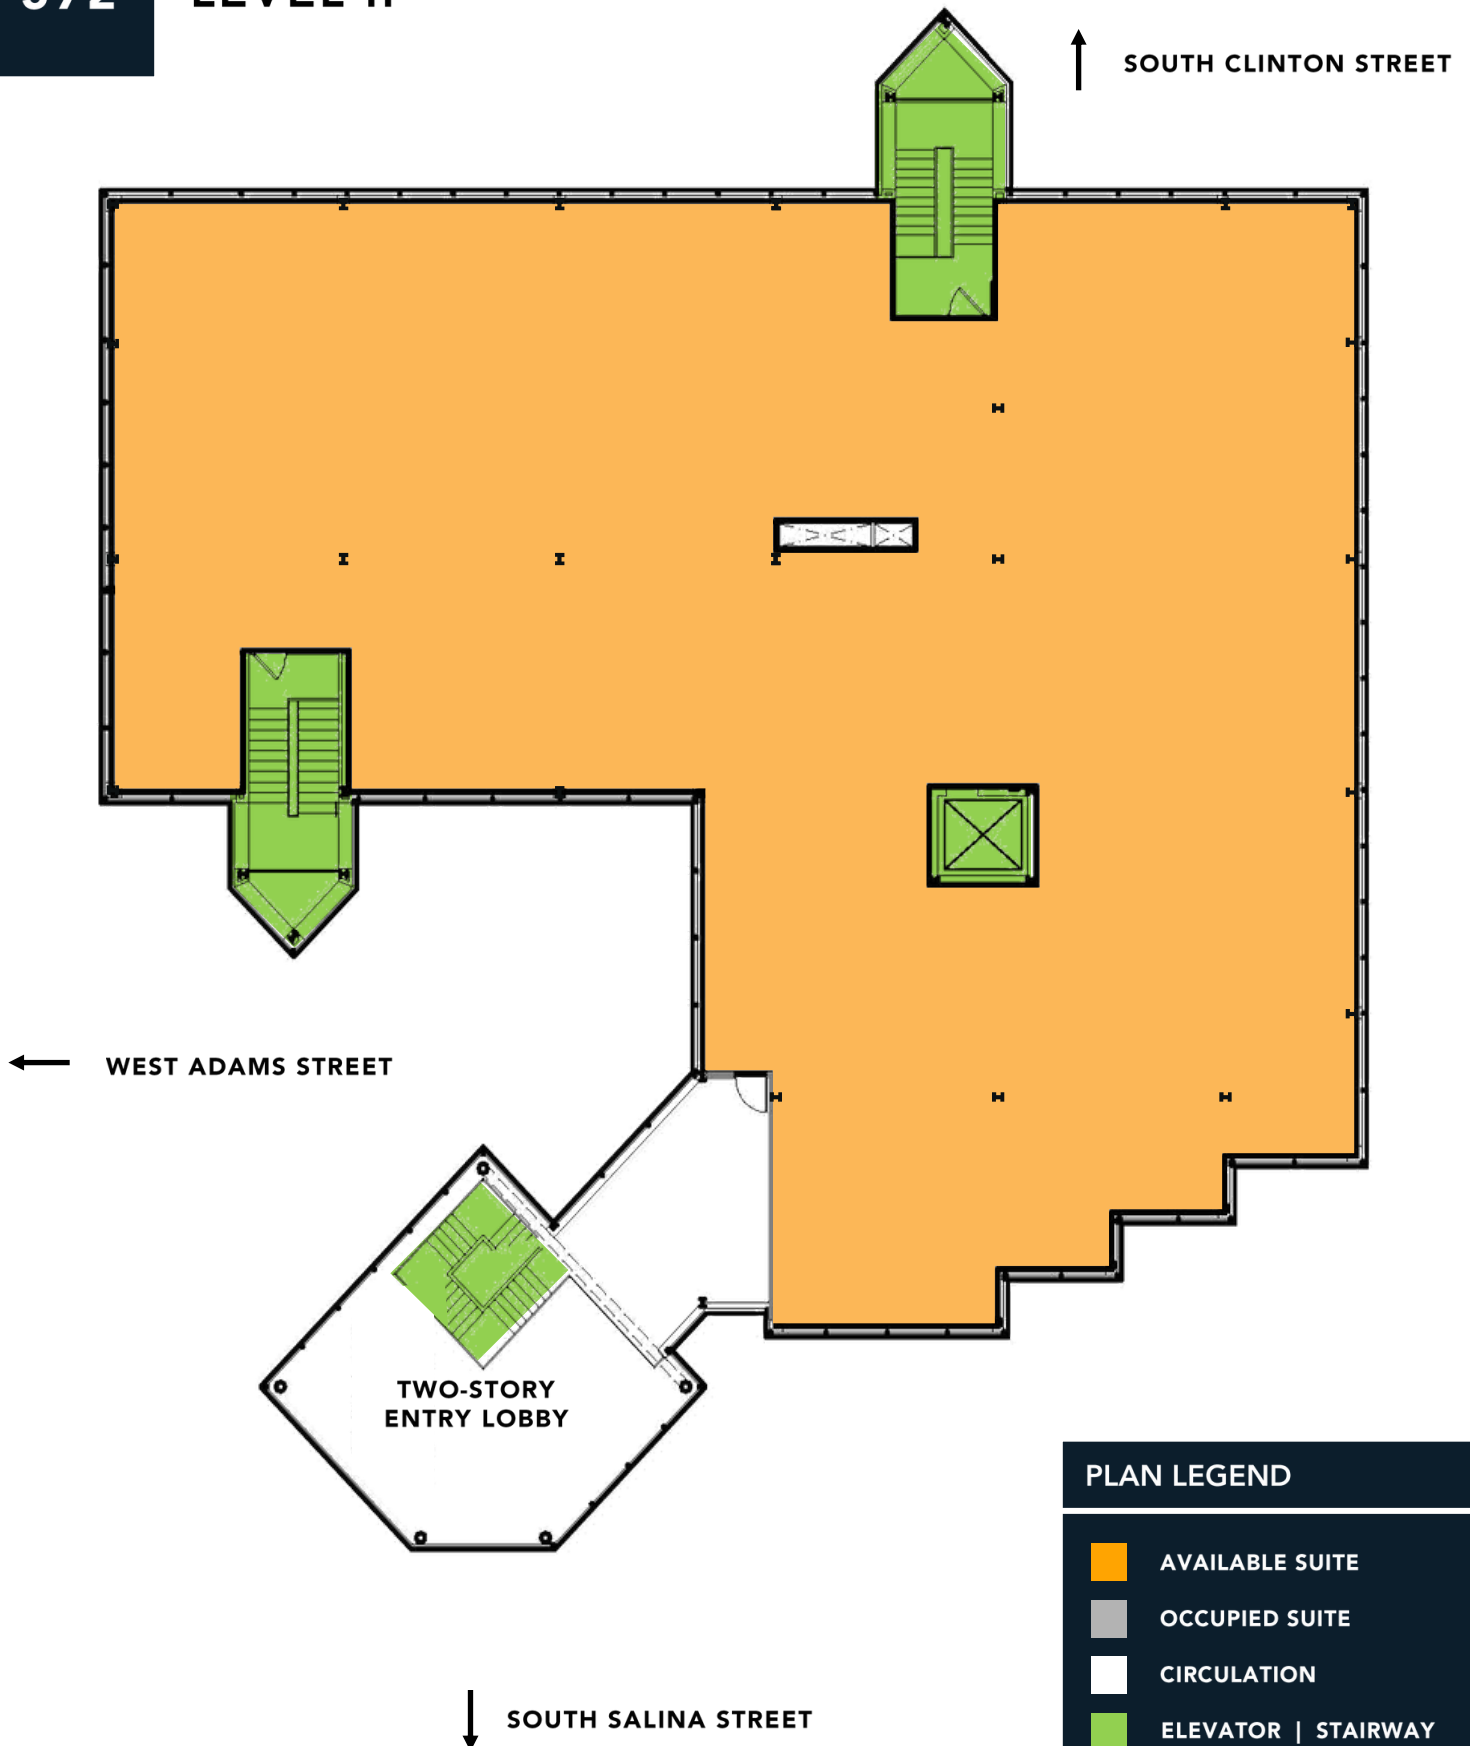 SOUTH CLINTON STREET
WEST ADAMS STREET
TWO-STORY
ENTRY LOBBY
PLAN LEGEND
AVAILABLE SUITE
OCCUPIED SUITE
CIRCULATION
ELEVATOR | STAIRWAY
SOUTH SALINA STREET